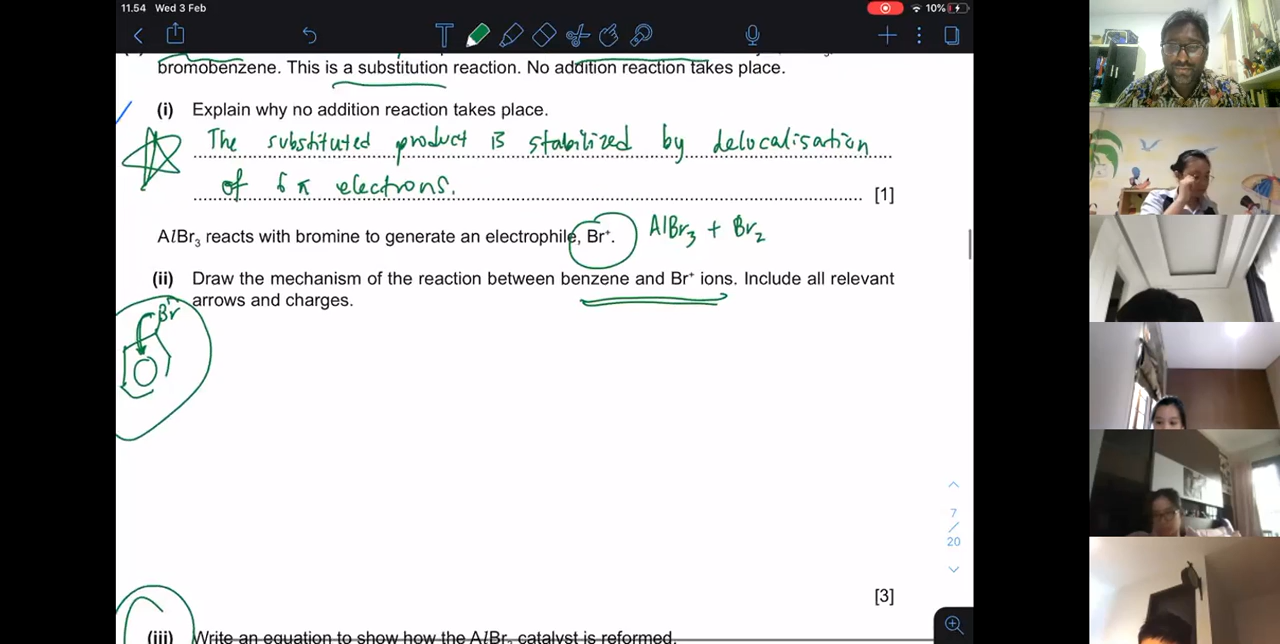 11.54 Wed 3 Feb
10%
bromobenzene. This is a substitution reaction. No addition reaction takes place.
(i) Explain why no addition reaction takes place.
The substituted product is stabilized by delocalisation
of 6 π electrons.
[1]
AlBr₃ reacts with bromine to generate an electrophile, Br⁺. AlBr₃ + Br₂
(ii) Draw the mechanism of the reaction between benzene and Br⁺ ions. Include all relevant
arrows and charges.
Br⁺
7
/
20
[3]
(iii) Write an equation to show how the AlBr₃ catalyst is reformed.